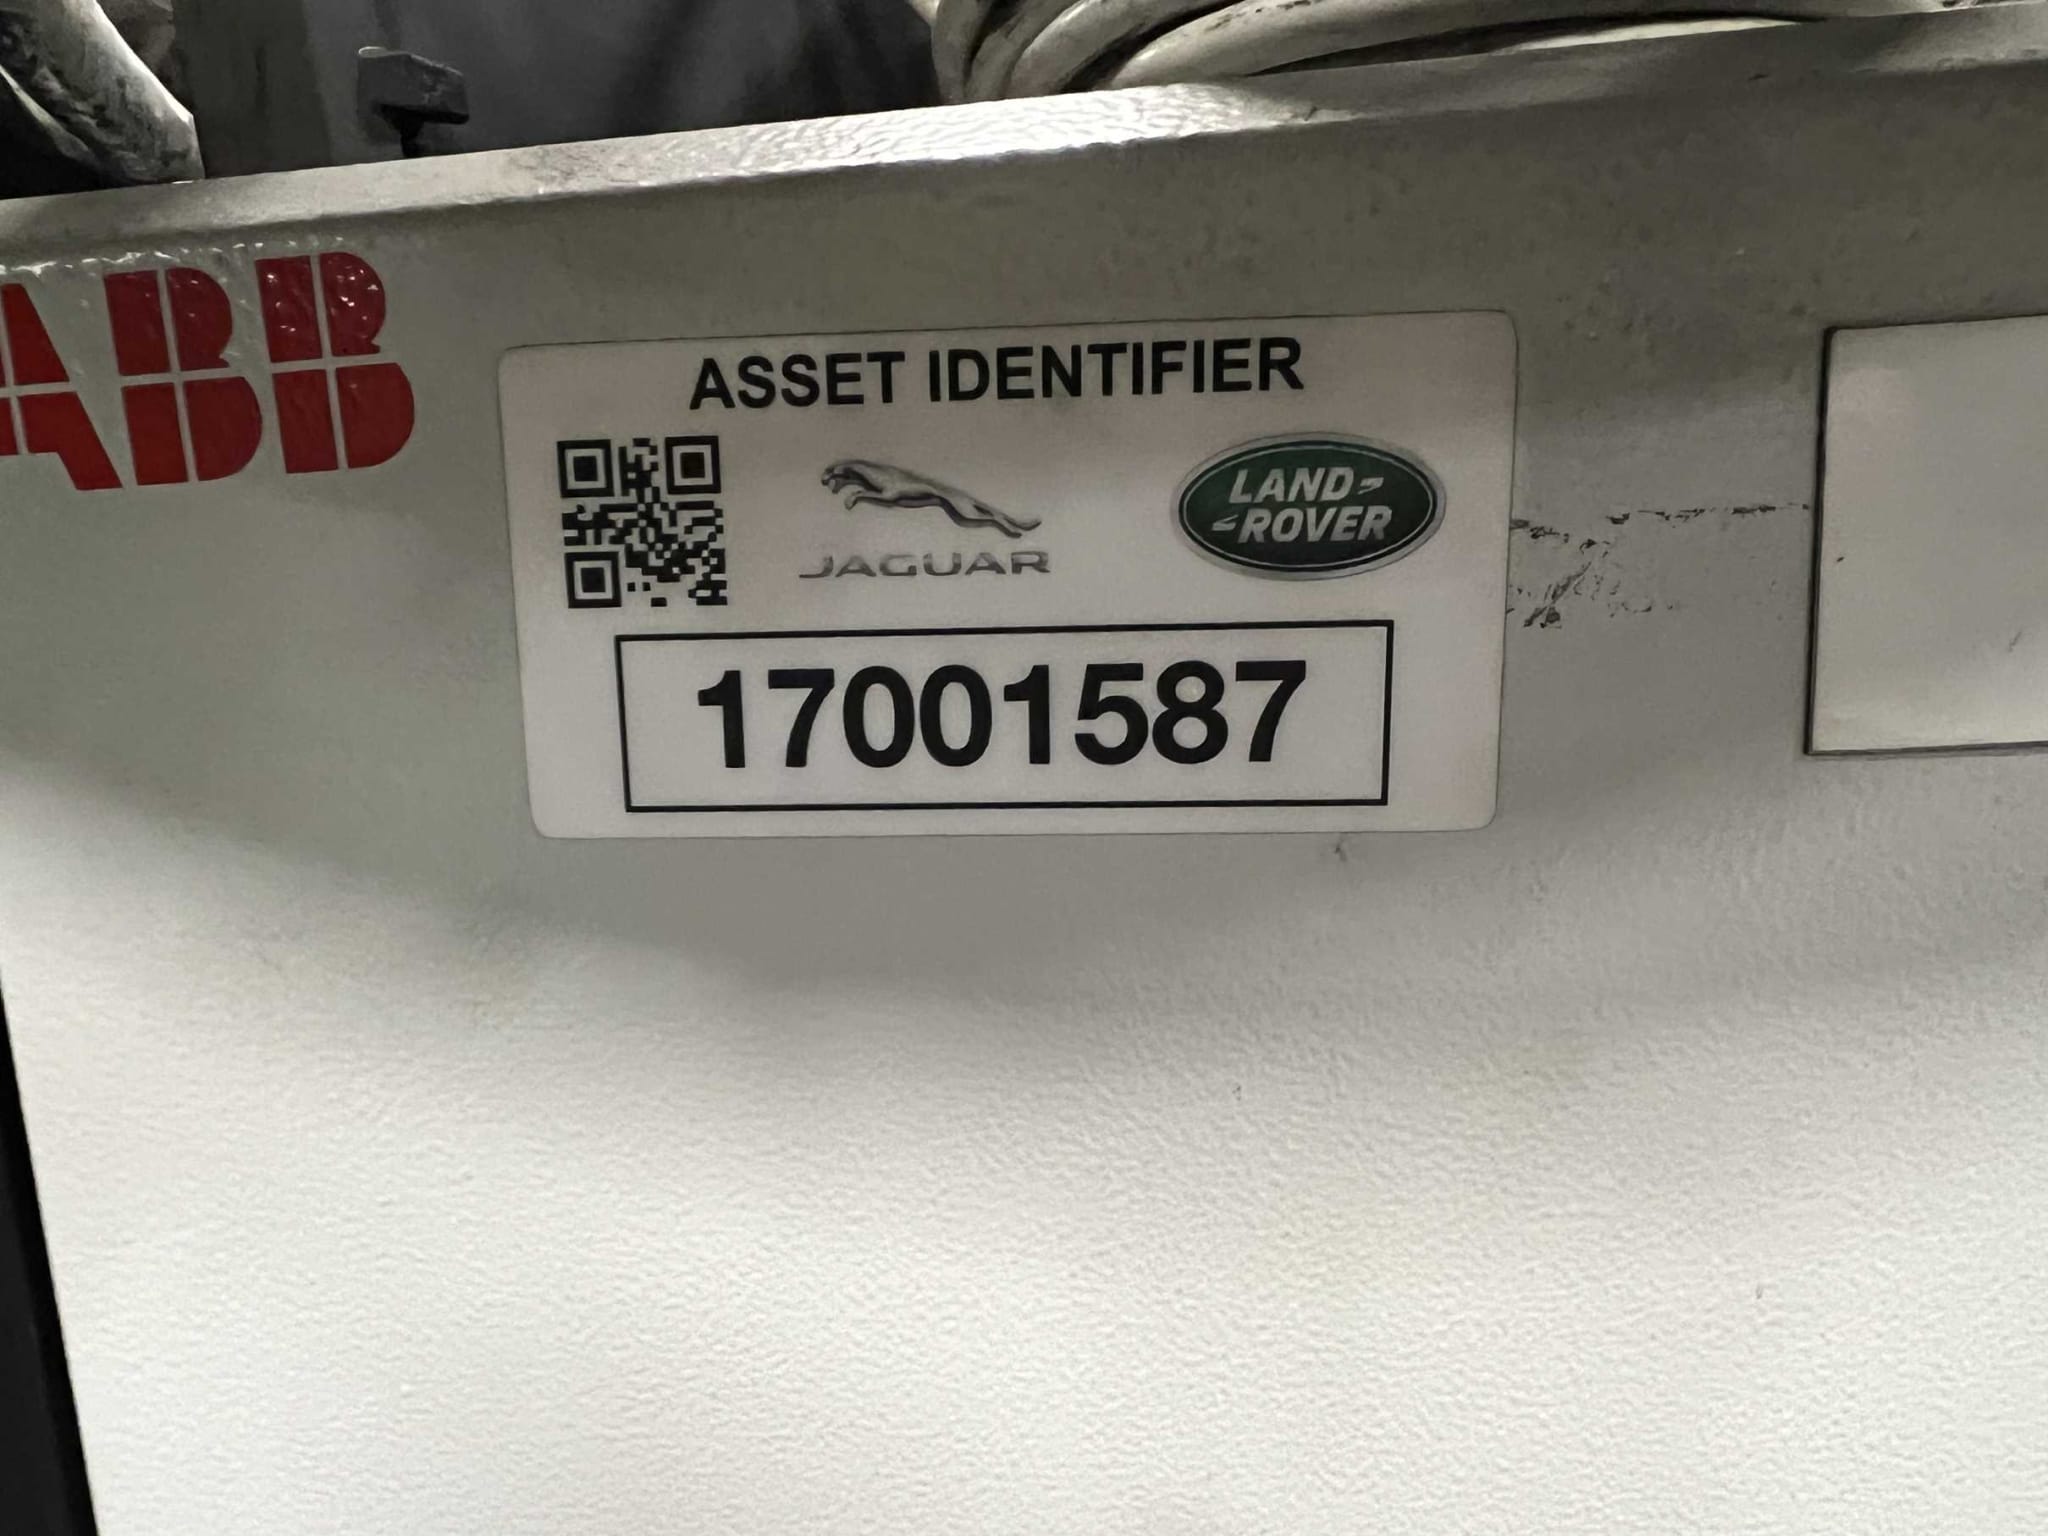 ABB
ASSET IDENTIFIER
JAGUAR
LAND
ROVER
17001587